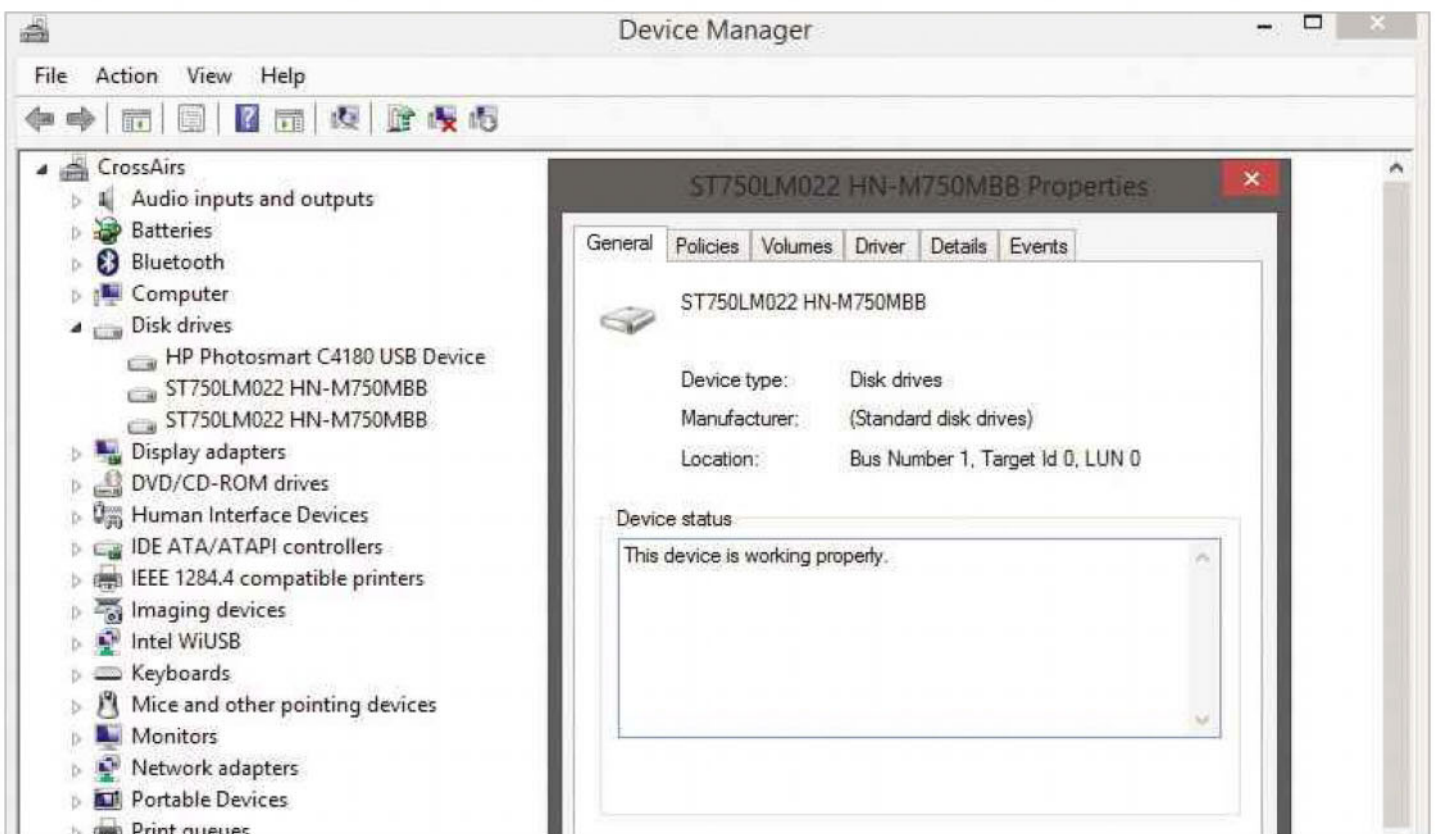 Device Manager
File Action View Help
CrossAirs
Audio inputs and outputs
Batteries
Bluetooth
Computer
Disk drives
HP Photosmart C4180 USB Device
ST750LM022 HN-M750MBB
ST750LM022 HN-M750MBB
Display adapters
DVD/CD-ROM drives
Human Interface Devices
IDE ATA/ATAPI controllers
IEEE 1284.4 compatible printers
Imaging devices
Intel WiUSB
Keyboards
Mice and other pointing devices
Monitors
Network adapters
Portable Devices
Print queues
ST750LM022 HN-M750MBB Properties
General Policies Volumes Driver Details Events
ST750LM022 HN-M750MBB
Device type: Disk drives
Manufacturer: (Standard disk drives)
Location: Bus Number 1, Target Id 0, LUN 0
Device status
This device is working properly.